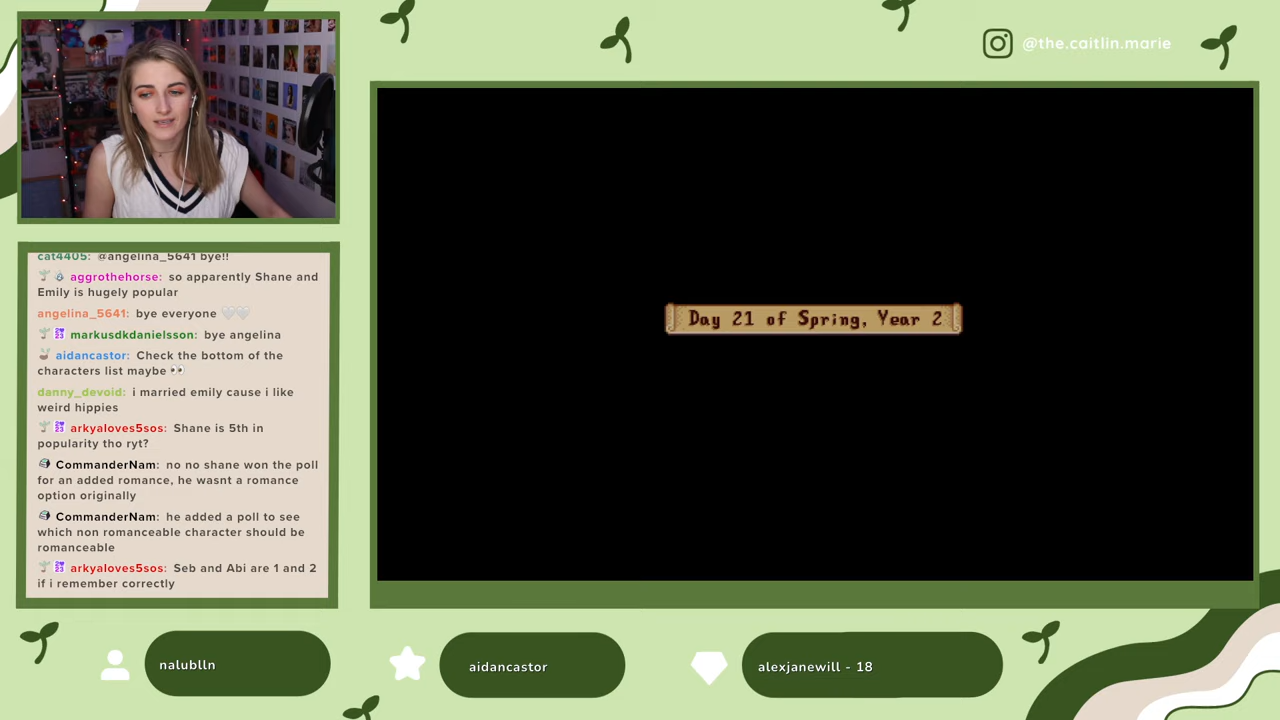 @the.caitlin.marie
cat4405: @angelina_5641 bye!!
aggrothehorse: so apparently Shane and
Emily is hugely popular
angelina_5641: bye everyone 🤍🤍
markusdkdanielsson: bye angelina
aidancastor: Check the bottom of the
characters list maybe 👀
danny_devoid: i married emily cause i like
weird hippies
arkyaloves5sos: Shane is 5th in
popularity tho ryt?
CommanderNam: no no shane won the poll
for an added romance, he wasnt a romance
option originally
CommanderNam: he added a poll to see
which non romanceable character should be
romanceable
arkyaloves5sos: Seb and Abi are 1 and 2
if i remember correctly
Day 21 of Spring, Year 2
nalublln
aidancastor
alexjanewill - 18